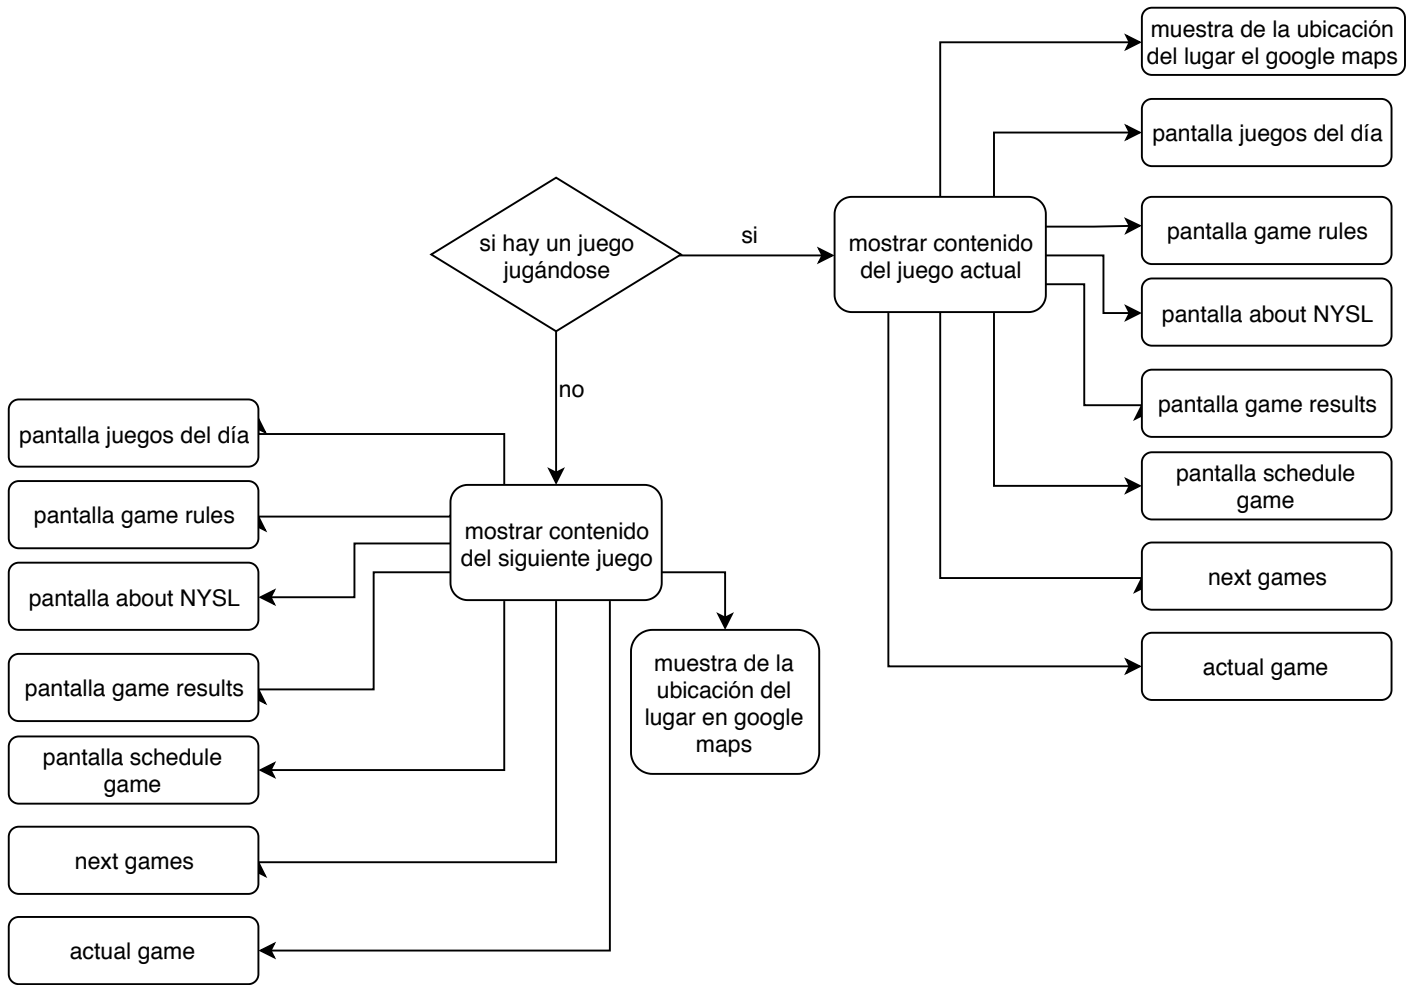 muestra de la ubicación
del lugar el google maps
pantalla juegos del día
si hay un juego
jugándose
si
mostrar contenido
del juego actual
pantalla game rules
pantalla about NYSL
pantalla game results
pantalla schedule
game
next games
actual game
no
mostrar contenido
del siguiente juego
pantalla juegos del día
pantalla game rules
pantalla about NYSL
pantalla game results
pantalla schedule
game
next games
actual game
muestra de la
ubicación del
lugar en google
maps